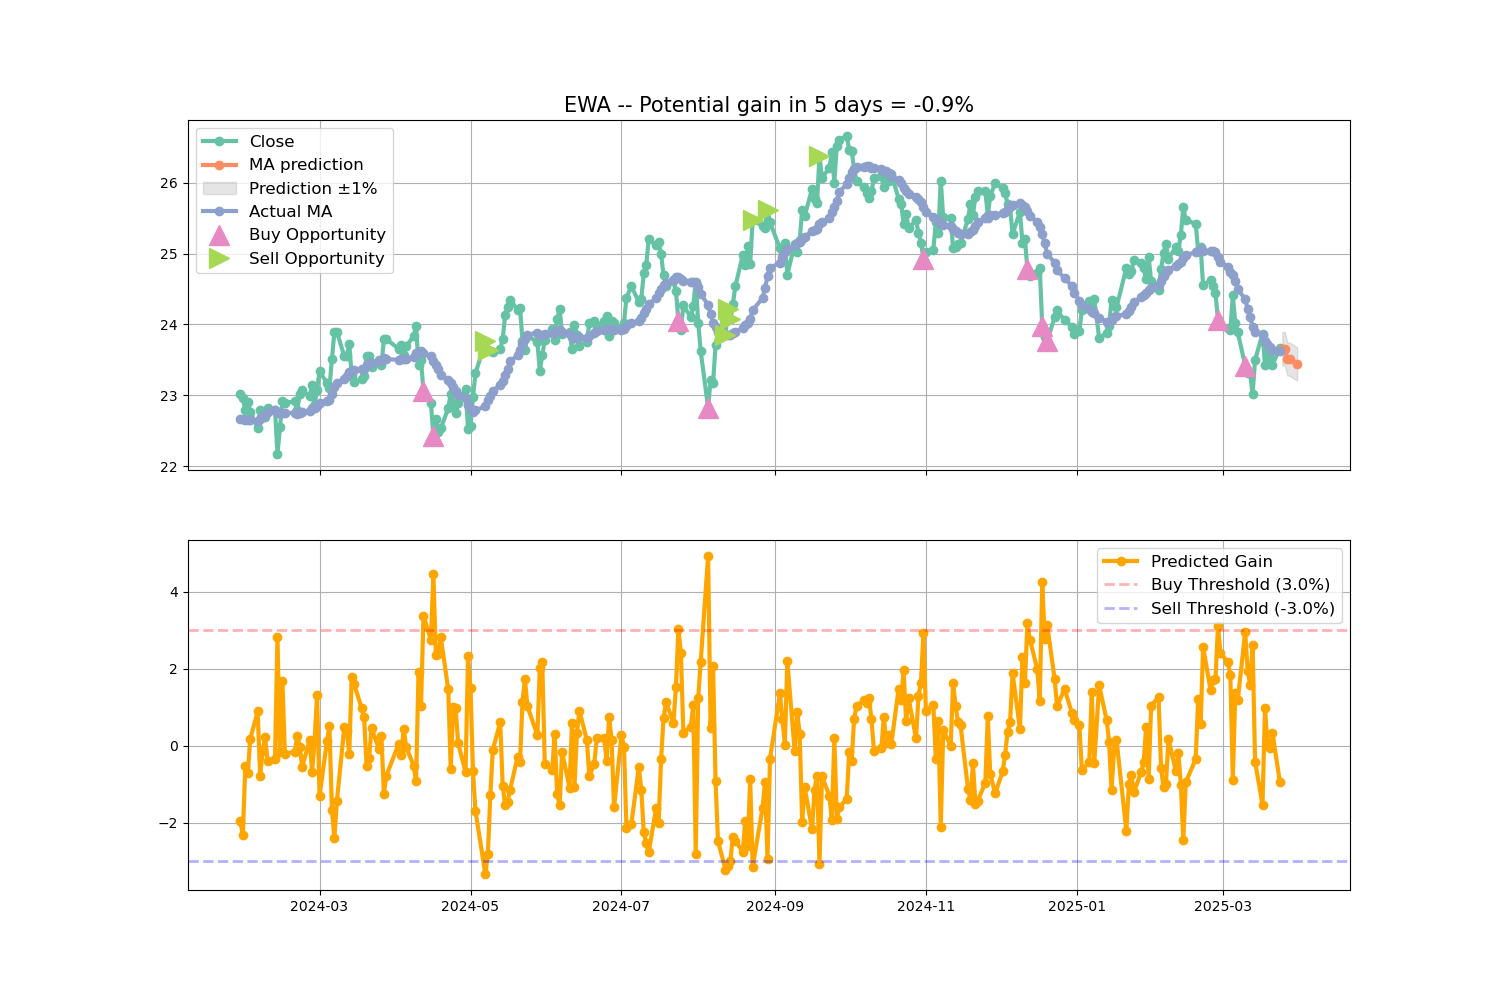 EWA -- Potential gain in 5 days = -0.9%
Close
MA prediction
Prediction ±1%
Actual MA
Buy Opportunity
Sell Opportunity
26
25
24
23
22
Predicted Gain
Buy Threshold (3.0%)
Sell Threshold (-3.0%)
4
2
0
−2
2024-03
2024-05
2024-07
2024-09
2024-11
2025-01
2025-03